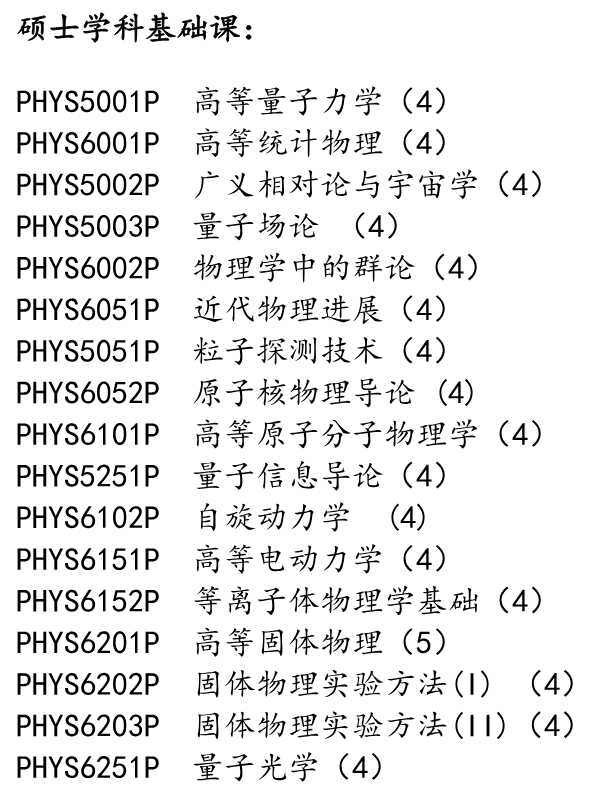 硕士学科基础课：
PHYS5001P 高等量子力学（4）
PHYS6001P 高等统计物理（4）
PHYS5002P 广义相对论与宇宙学（4）
PHYS5003P 量子场论 （4）
PHYS6002P 物理学中的群论（4）
PHYS6051P 近代物理进展（4）
PHYS5051P 粒子探测技术（4）
PHYS6052P 原子核物理导论 (4)
PHYS6101P 高等原子分子物理学（4）
PHYS5251P 量子信息导论（4）
PHYS6102P 自旋动力学 (4)
PHYS6151P 高等电动力学（4）
PHYS6152P 等离子体物理学基础（4）
PHYS6201P 高等固体物理（5）
PHYS6202P 固体物理实验方法(I) （4）
PHYS6203P 固体物理实验方法(II)（4）
PHYS6251P 量子光学（4）